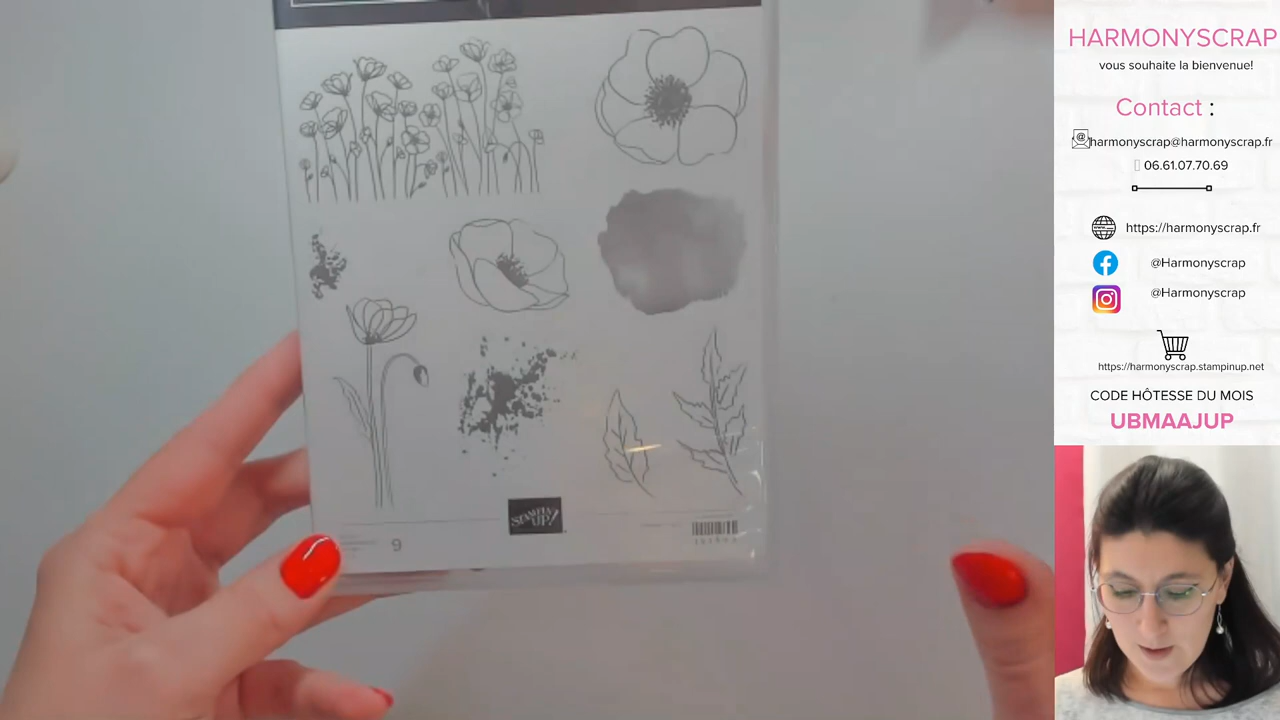 STAMPIN'
UP!
9
HARMONYSCRAP
vous souhaite la bienvenue!
Contact :
harmonyscrap@harmonyscrap.fr
06.61.07.70.69
https://harmonyscrap.fr
@Harmonyscrap
@Harmonyscrap
https://harmonyscrap.stampinup.net
CODE HÔTESSE DU MOIS
UBMAAJUP